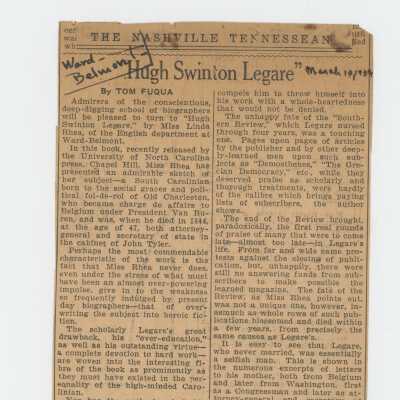 THE NASHVILLE TENNESSEAN
Ward-
Belmont
"Hugh Swinton Legare"
March 10/
By TOM FUQUA
Admirers of the conscientious,
deep-digging school of biographers
will be pleased to turn to "Hugh
Swinton Legare," by Miss Linda
Rhea, of the English department at
Ward-Belmont.
In this book, recently released by
the University of North Carolina
press, Chapel Hill, Miss Rhea has
presented an admirable sketch of
her subject—a South Carolinian
born to the social graces and poli-
tical fol-de-rol of Old Charleston,
who became charge de affairs to
Belgium under President Van Bu-
ren, and was, when he died in 1844,
at the age of 47, both attorney-
general and secretary of state in
the cabinet of John Tyler.
Perhaps the most commendable
characteristic of the work is the
fact that Miss Rhea never does,
even under the stress of what must
have been an almost over-powering
impulse, give in to the weakness
so frequently indulged by present
day biographers—that of over-
writing the subject into heroic fic-
tion.
The scholarly Legare's great
drawback, his "over-education,"
as well as his outstanding virtue—
a complete devotion to hard work—
are woven into the interesting fi-
bre of the book as prominently as
they must have existed in the per-
sonality of the high-minded Caro-
linian.
compels him to throw himself into
his work with a whole-heartedness
that would not be denied.
The unhappy fate of the "South-
ern Review," which Legare nursed
through four years, was a touching
one. Pages upon pages of articles
by the publisher and by other deep-
ly-learned men upon such sub-
jects as "Demosthenes," "The Gre-
cian Democracy," etc., while they
deserved praise as scholarly and
thorough treatments, were hardly
of the calibre which brings paying
lists of subscribers, the author
shows.
The end of the Review brought,
paradoxically, the first real rounds
of praise of many that were to come
late—almost too late—in Legare's
life. From far and wide came pro-
tests against the closing of publi-
cation, but, unhappily, there were
still no answering funds from sub-
scribers to make possible the
learned magazine. The fate of the
Review, as Miss Rhea points out,
was not a unique one, however, in-
asmuch as whole rows of such pub-
lications blossomed and died within
a few years, from precisely the
same causes as Legare's.
It is easy to see that Legare,
who never married, was essentially
a selfish man. This is shown in
the numerous excerpts of letters
to his mother, both from Belgium
and later from Washington, first
as a Congressman and later as at-